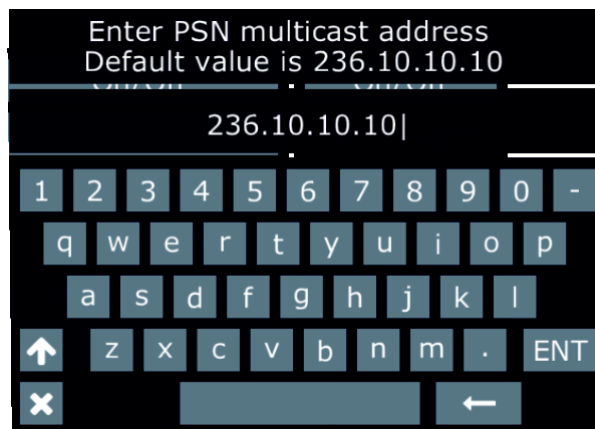 Enter PSN multicast address
Default value is 236.10.10.10
236.10.10.10
1 2 3 4 5 6 7 8 9 0 -
q w e r t y u i o p
a s d f g h j k l
z x c v b n m . ENT